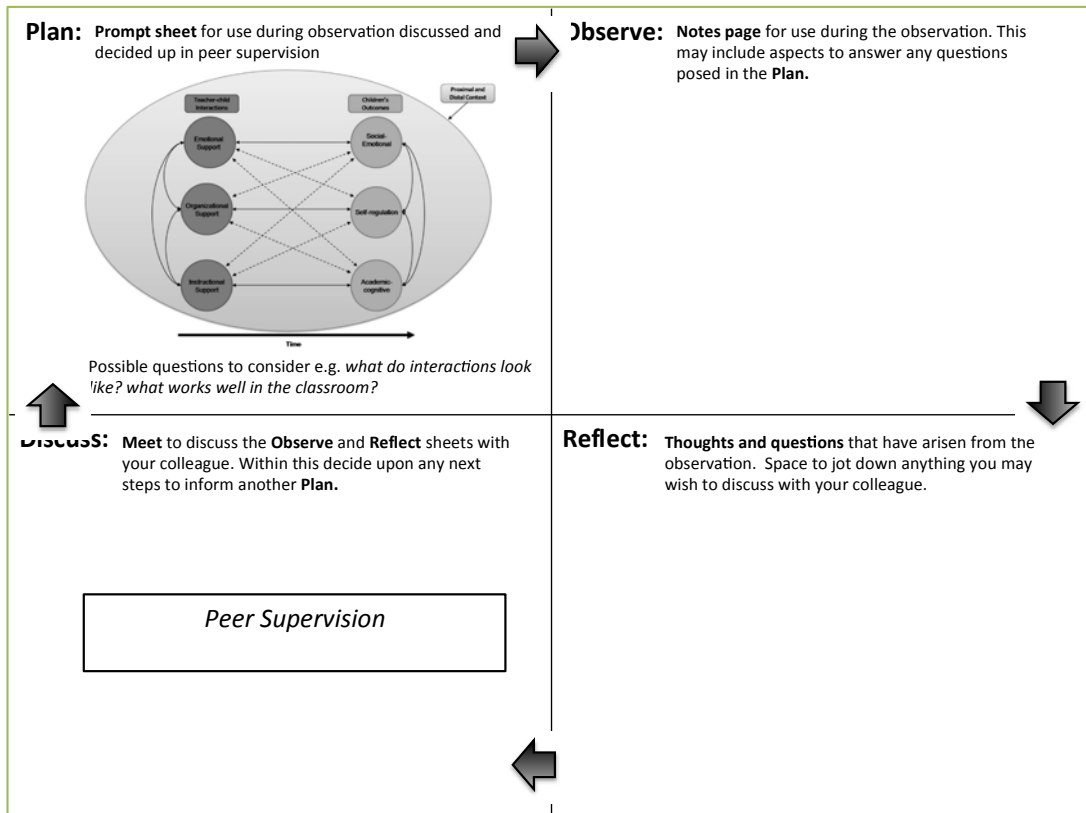 Plan: Prompt sheet for use during observation discussed and
decided up in peer supervision
Teacher-child
Interactions
Children's
Outcomes
Proximal and
Distal Context
Emotional
Support
Social-
Emotional
Organizational
Support
Self-regulation
Instructional
Support
Academic-
cognitive
Time
Possible questions to consider e.g. what do interactions look
like? what works well in the classroom?
Observe: Notes page for use during the observation. This
may include aspects to answer any questions
posed in the Plan.
Discuss: Meet to discuss the Observe and Reflect sheets with
your colleague. Within this decide upon any next
steps to inform another Plan.
Peer Supervision
Reflect: Thoughts and questions that have arisen from the
observation. Space to jot down anything you may
wish to discuss with your colleague.